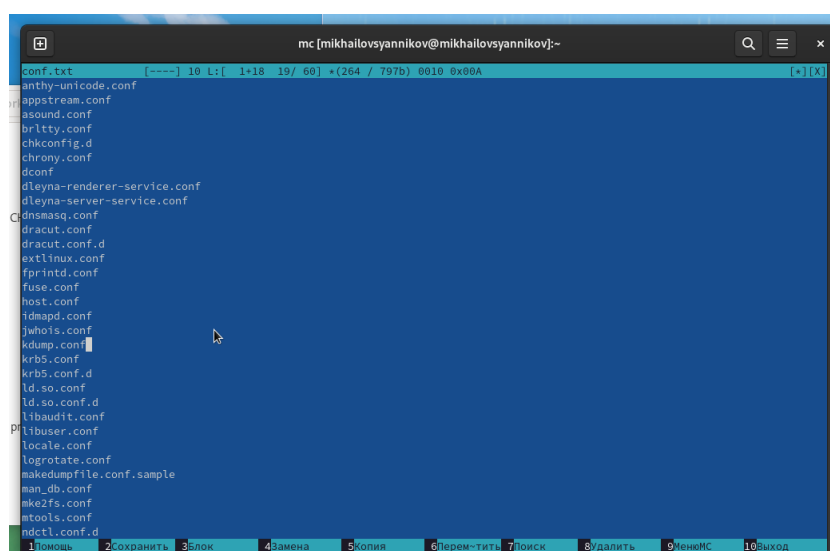 mc [mikhailovsyannikov@mikhailovsyannikov]:~
conf.txt [----] 10 L:[ 1+18 19/ 60] *(264 / 797b) 0010 0x00A [*][X]
anthy-unicode.conf
appstream.conf
asound.conf
brltty.conf
chkconfig.d
chrony.conf
dconf
dleyna-renderer-service.conf
dleyna-server-service.conf
dnsmasq.conf
dracut.conf
dracut.conf.d
extlinux.conf
fprintd.conf
fuse.conf
host.conf
idmapd.conf
jwhois.conf
kdump.conf
krb5.conf
krb5.conf.d
ld.so.conf
ld.so.conf.d
libaudit.conf
libuser.conf
locale.conf
logrotate.conf
makedumpfile.conf.sample
man_db.conf
mke2fs.conf
mtools.conf
ndctl.conf.d
1Помощь 2Сохранить 3Блок 4Замена 5Копия 6Перем~тить 7Поиск 8Удалить 9МенюMC 10Выход